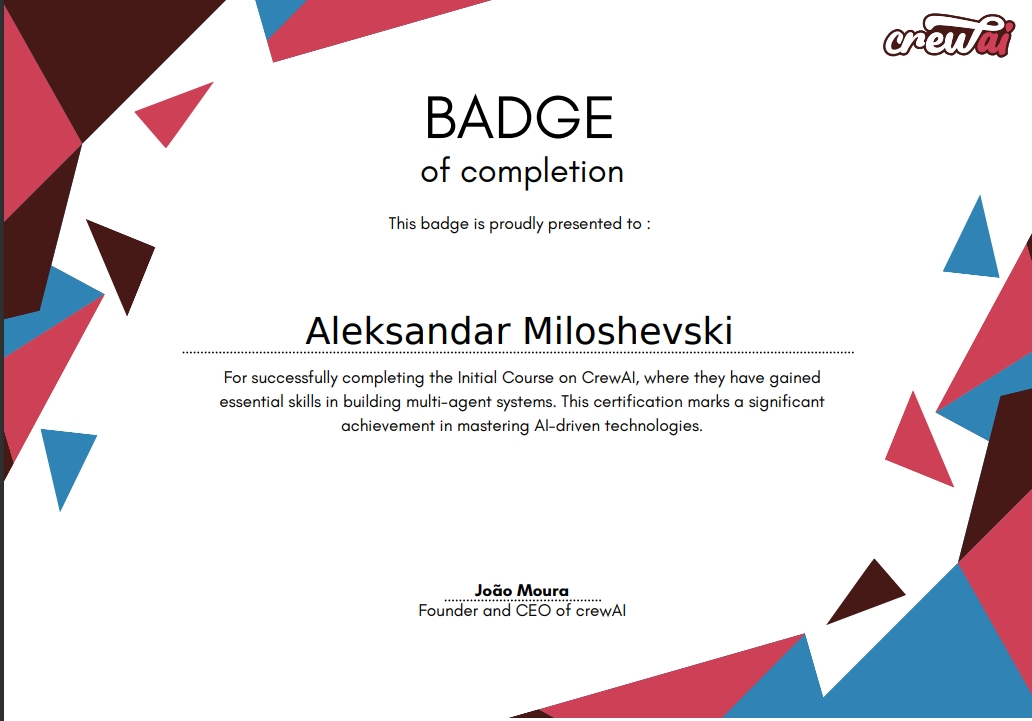 crewai
BADGE
of completion
This badge is proudly presented to :
Aleksandar Miloshevski
For successfully completing the Initial Course on CrewAI, where they have gained
essential skills in building multi-agent systems. This certification marks a significant
achievement in mastering AI-driven technologies.
João Moura
Founder and CEO of crewAI